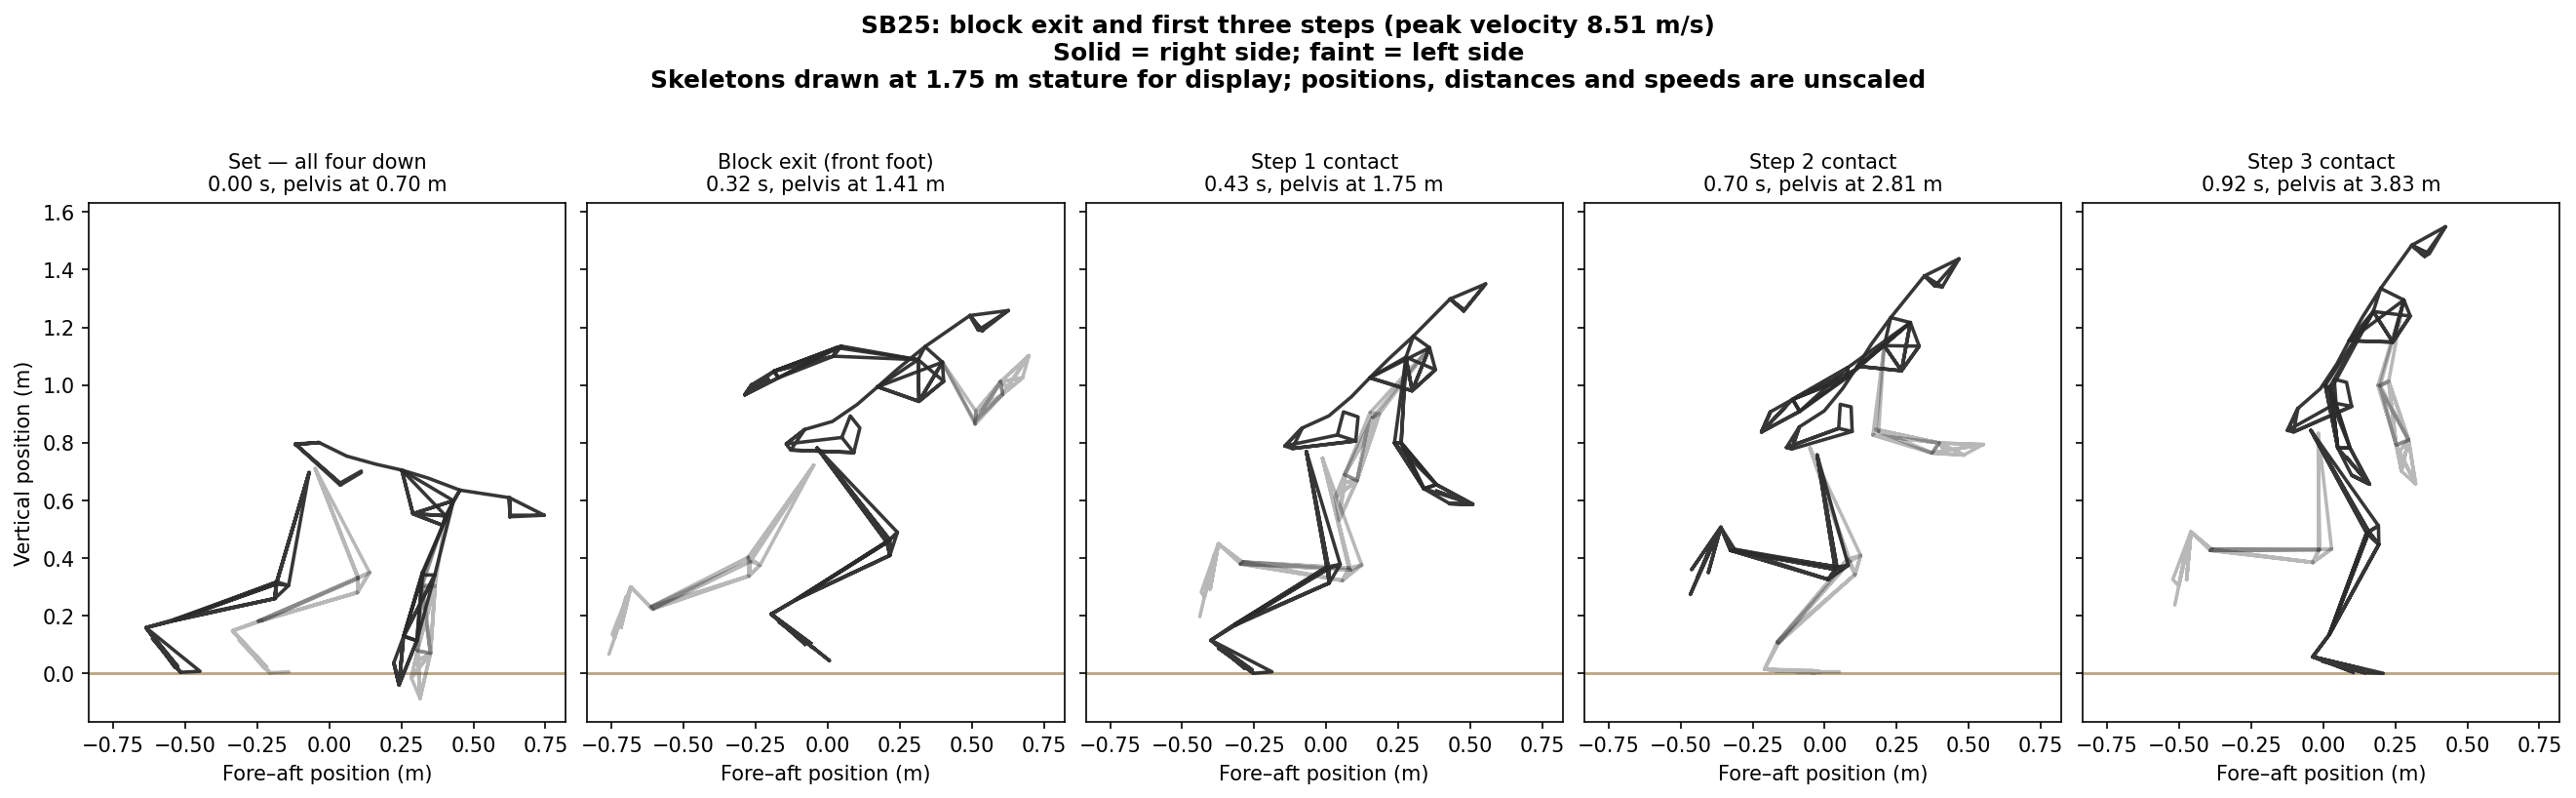 SB25: block exit and first three steps (peak velocity 8.51 m/s)
Solid = right side; faint = left side
Skeletons drawn at 1.75 m stature for display; positions, distances and speeds are unscaled
Set — all four down
0.00 s, pelvis at 0.70 m
Block exit (front foot)
0.32 s, pelvis at 1.41 m
Step 1 contact
0.43 s, pelvis at 1.75 m
Step 2 contact
0.70 s, pelvis at 2.81 m
Step 3 contact
0.92 s, pelvis at 3.83 m
Vertical position (m)
1.6
1.4
1.2
1.0
0.8
0.6
0.4
0.2
0.0
−0.75 −0.50 −0.25 0.00 0.25 0.50 0.75
−0.75 −0.50 −0.25 0.00 0.25 0.50 0.75
−0.75 −0.50 −0.25 0.00 0.25 0.50 0.75
−0.75 −0.50 −0.25 0.00 0.25 0.50 0.75
−0.75 −0.50 −0.25 0.00 0.25 0.50 0.75
Fore–aft position (m)
Fore–aft position (m)
Fore–aft position (m)
Fore–aft position (m)
Fore–aft position (m)